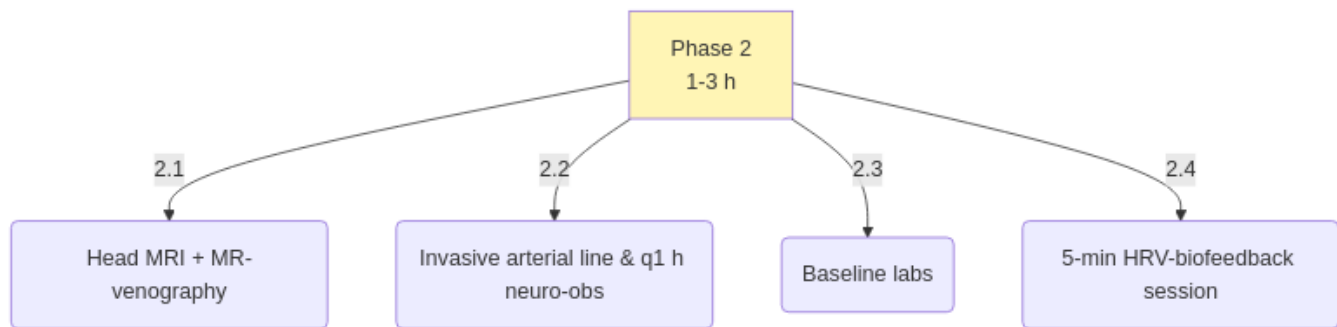 Phase 2
1-3 h
2.1
2.2
2.3
2.4
Head MRI + MR-
venography
Invasive arterial line & q1 h
neuro-obs
Baseline labs
5-min HRV-biofeedback
session